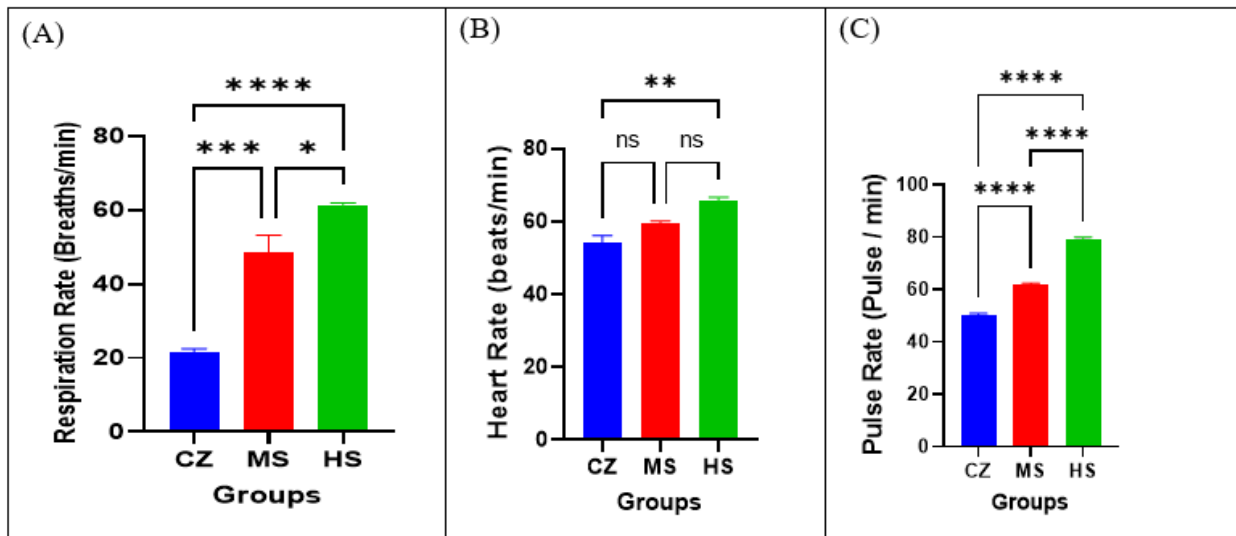 (A)
****
*** *
Respiration Rate (Breaths/min)
80
60
40
20
0
CZ MS HS
Groups
(B)
**
ns ns
Heart Rate (beats/min)
80
60
40
20
0
CZ MS HS
Groups
(C)
****
****
****
Pulse Rate (Pulse / min)
100
80
60
40
20
0
CZ MS HS
Groups